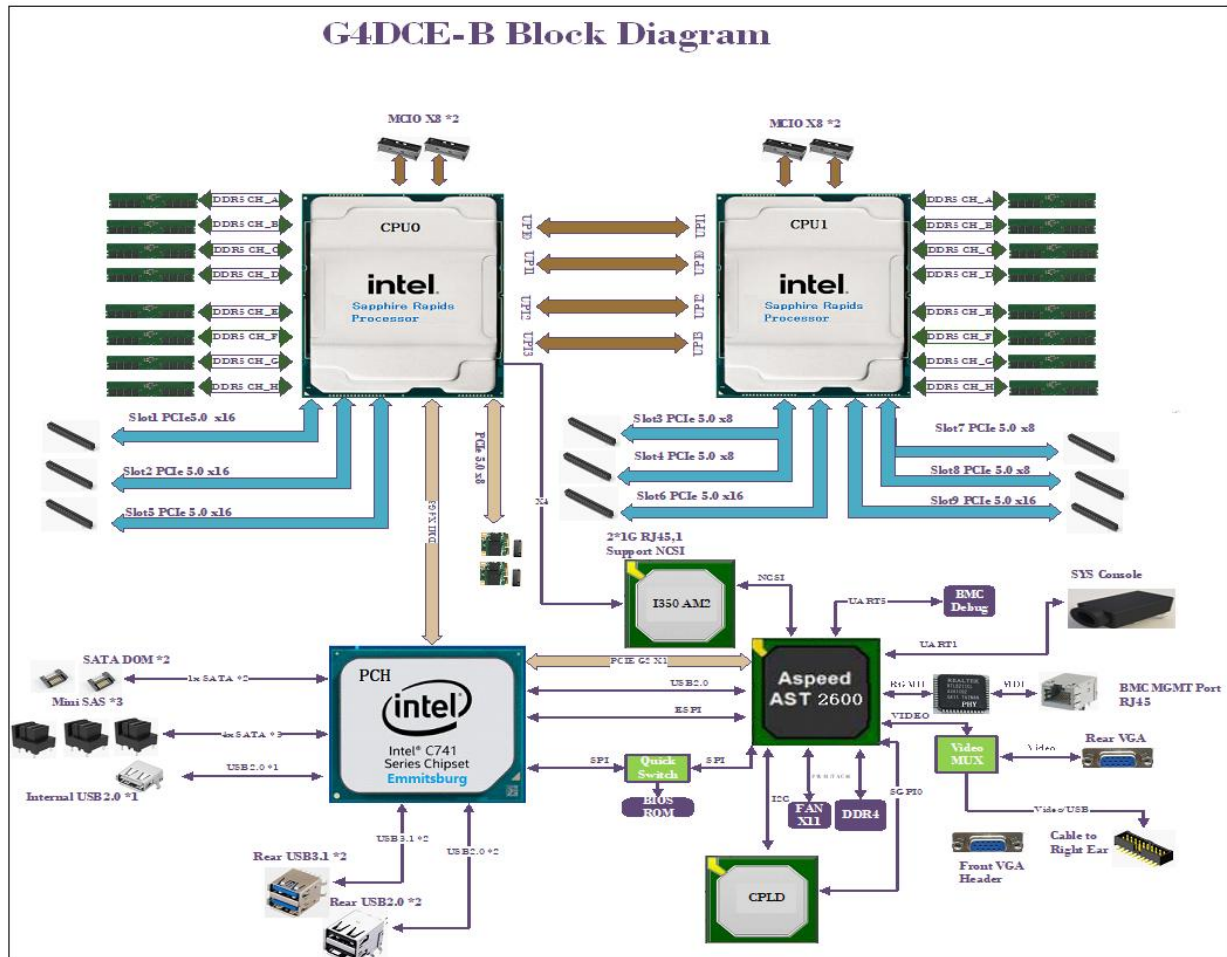 G4DCE-B Block Diagram
MCIO X8 *2
MCIO X8 *2
DDR5 CH_A
DDR5 CH_B
DDR5 CH_C
DDR5 CH_D
DDR5 CH_E
DDR5 CH_F
DDR5 CH_G
DDR5 CH_H
CPU0
intel.
Sapphire Rapids
Processor
UPI0
UPI1
UPI2
UPI3
UPI1
UPI0
UPI2
UPI3
CPU1
intel.
Sapphire Rapids
Processor
DDR5 CH_A
DDR5 CH_B
DDR5 CH_C
DDR5 CH_D
DDR5 CH_E
DDR5 CH_F
DDR5 CH_G
DDR5 CH_H
Slot1 PCIe5.0 x16
Slot2 PCIe 5.0 x16
Slot5 PCIe 5.0 x16
PCIe 5.0 x8
X4
Slot3 PCIe 5.0 x8
Slot4 PCIe 5.0 x8
Slot6 PCIe 5.0 x16
Slot7 PCIe 5.0 x8
Slot8 PCIe 5.0 x8
Slot9 PCIe 5.0 x16
2*1G RJ45,1
Support NCSI
I350 AM2
NCSI
UART5
BMC
Debug
SYS Console
UART1
SATA DOM *2
1x SATA *2
Mini SAS *3
4xSATA *3
USB2.0 *1
Internal USB2.0 *1
PCH
intel
Intel® C741
Series Chipset
Emmitsburg
PCIE G3 X1
USB2.0
ESPI
SPI
Quick
Switch
SPI
BIOS
ROM
Aspeed
AST 2600
RGMII
REALTEK
PHY
MDI
BMC MGMT Port
RJ45
VIDEO
Video
MUX
Video
Rear VGA
Video/USB
Cable to
Right Ear
Front VGA
Header
I2C
FAN
X11
DDR4
SGPIO
CPLD
USB3.1 *2
USB2.0 *2
Rear USB3.1 *2
Rear USB2.0 *2